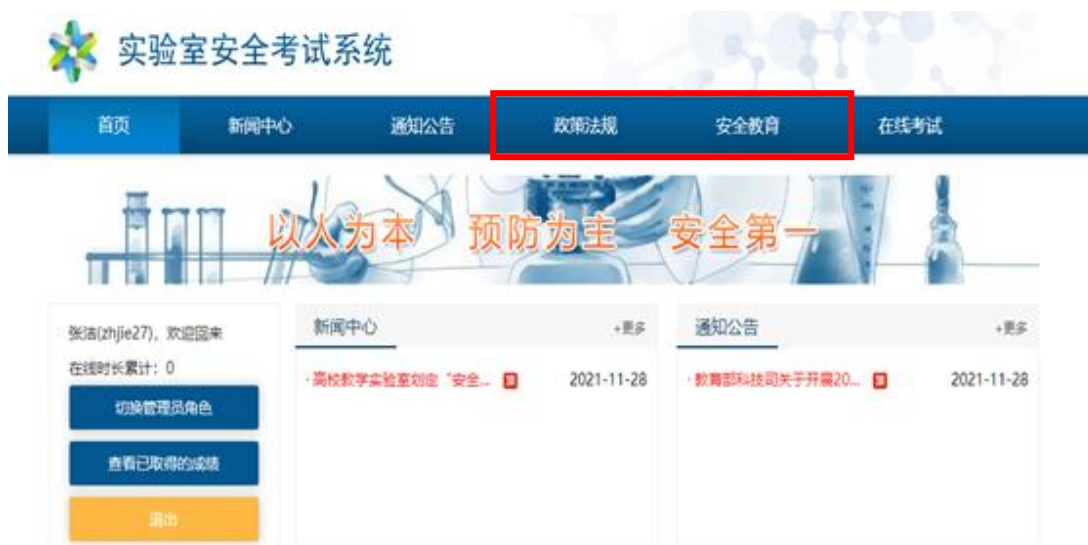 实验室安全考试系统
首页 新闻中心 通知公告 政策法规 安全教育 在线考试
以人为本 预防为主 安全第一
张洁(zhjie27)，欢迎回来
在线时长累计：0
切换管理员角色
查看已取得的成绩
退出
新闻中心 +更多
·高校教学实验室划定“安全... 2021-11-28
通知公告 +更多
·教育部科技司关于开展20... 2021-11-28